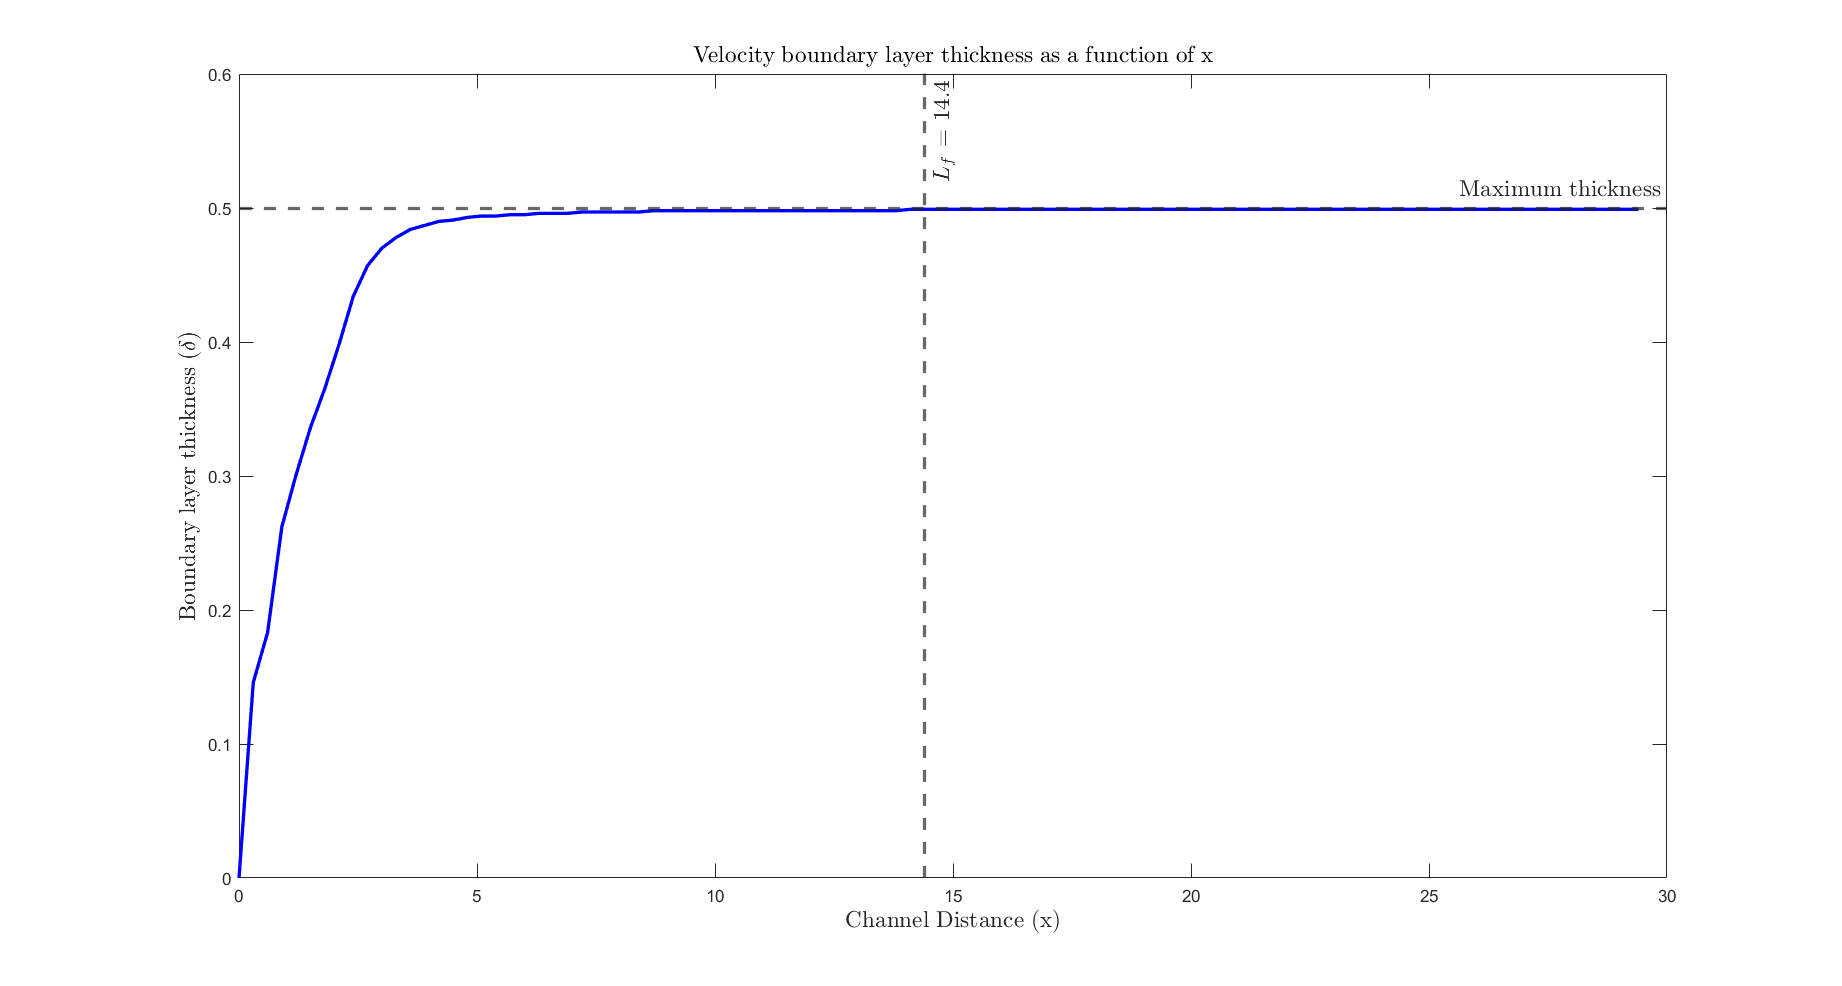 Velocity boundary layer thickness as a function of x
0.6
0.5
0.4
0.3
0.2
0.1
0
Boundary layer thickness (δ)
L_f = 14.4
Maximum thickness
0 5 10 15 20 25 30
Channel Distance (x)